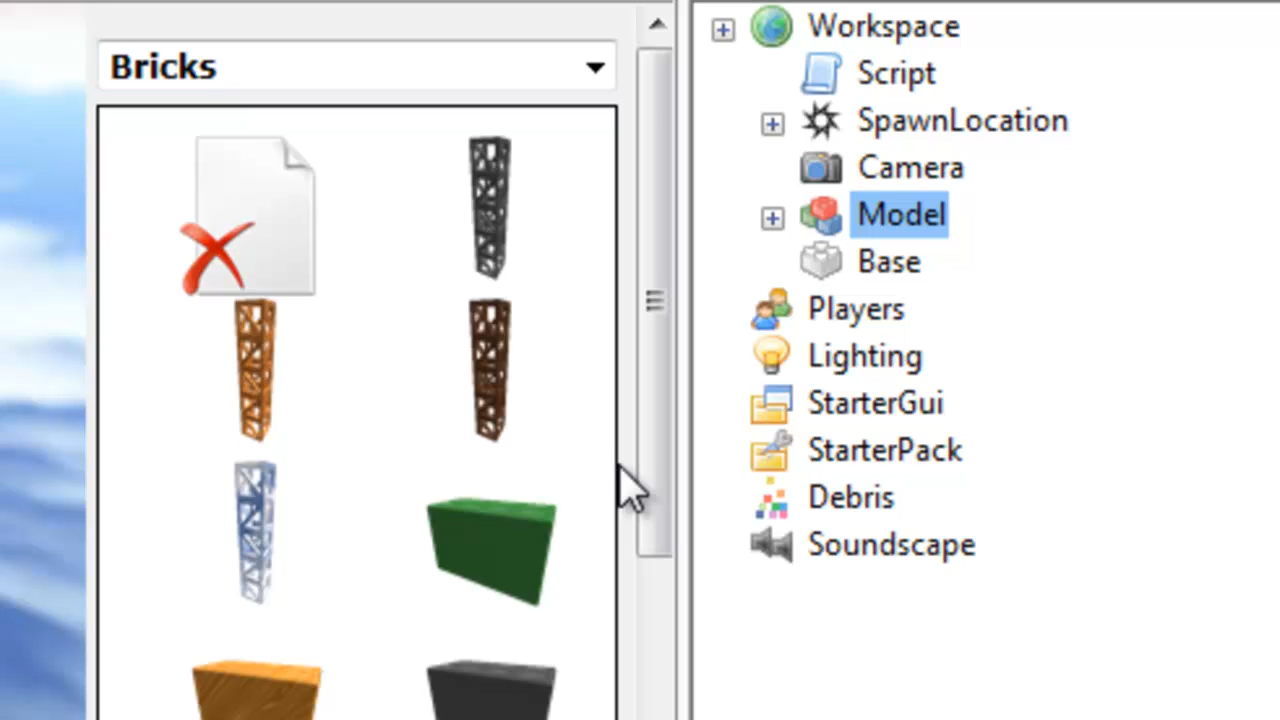 Bricks
Workspace
Script
SpawnLocation
Camera
Model
Base
Players
Lighting
StarterGui
StarterPack
Debris
Soundscape